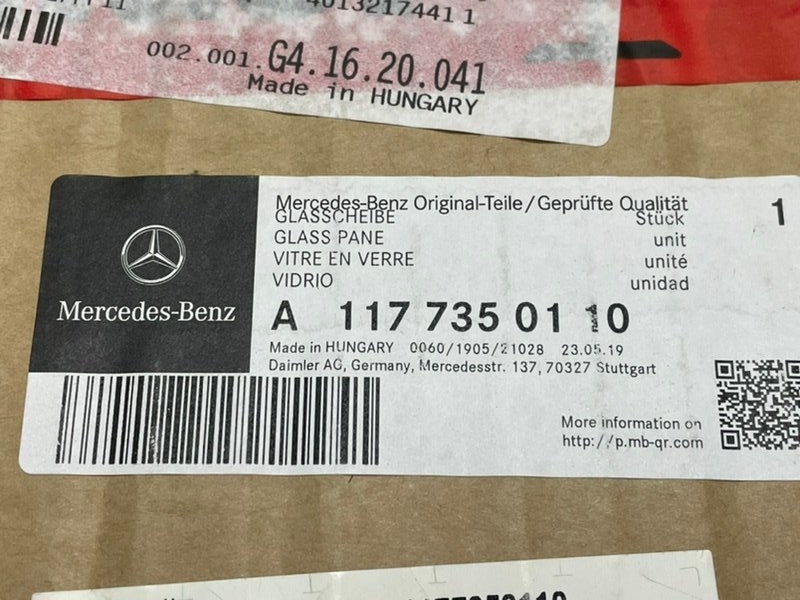 40132174411
002.001.G4.16.20.041
Made in HUNGARY
Mercedes-Benz Original-Teile/Geprüfte Qualität
GLASSCHEIBE Stück 1
GLASS PANE unit
VITRE EN VERRE unité
VIDRIO unidad
Mercedes-Benz
A 117 735 01 10
Made in HUNGARY 0060/1905/21028 23.05.19
Daimler AG, Germany, Mercedesstr. 137, 70327 Stuttgart
More information on
http://p.mb-qr.com